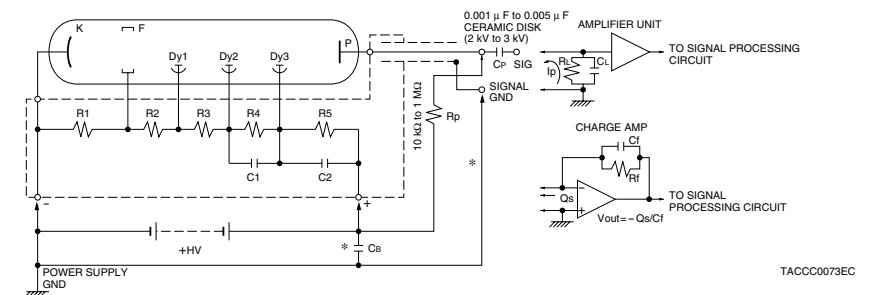 0.001 μ F to 0.005 μ F
CERAMIC DISK
(2 kV to 3 kV)
AMPLIFIER UNIT
K
F
Dy1
Dy2
Dy3
P
CP
SIG
RL
CL
Ip
TO SIGNAL PROCESSING
CIRCUIT
SIGNAL
GND
R1
R2
R3
R4
R5
C1
C2
10 kΩ to 1 MΩ
Rp
*
CHARGE AMP
Cf
Rf
−
+
Qs
Vout=−Qs/Cf
TO SIGNAL
PROCESSING CIRCUIT
-
+
+HV
* CB
POWER SUPPLY
GND
TACCC0073EC